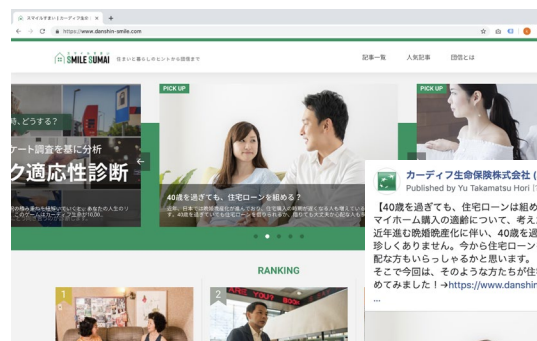 スマイルすまい | カーディフ生命
https://www.danshin-smile.com
スマイルすまい
SMILE SUMAI 住まいと暮らしのヒントから団信まで
記事一覧 人気記事 団信とは
PICK UP
PICK UP
時、どうする？
ケート調査を基に分析
ク適応性診断
40歳を過ぎても、住宅ローンを組める？
RANKING
1
2
ARE YOU?
カーディフ生命保険株式会社 (
Published by Yu Takamatsu Hori [?]
【40歳を過ぎても、住宅ローンは組め
マイホーム購入の適齢について、考え
近年進む晩婚晩産化に伴い、40歳を過
珍しくありません。今から住宅ローン
配な方もいらっしゃるかと思います。
そこで今回は、そのような方たちが住
めてみました！→https://www.danshin
...